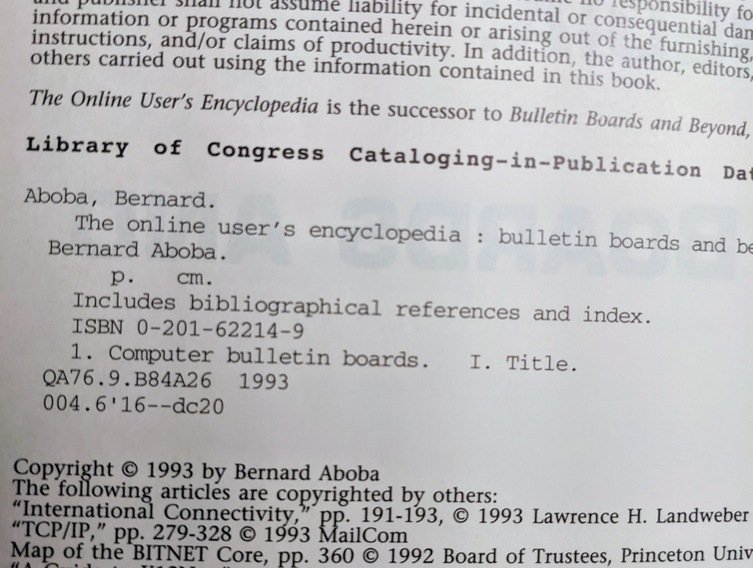 and publisher shall not assume liability for incidental or consequential dam
information or programs contained herein or arising out of the furnishing,
instructions, and/or claims of productivity. In addition, the author, editors,
others carried out using the information contained in this book.
The Online User's Encyclopedia is the successor to Bulletin Boards and Beyond,
Library of Congress Cataloging-in-Publication Dat
Aboba, Bernard.
The online user's encyclopedia : bulletin boards and be
Bernard Aboba.
p. cm.
Includes bibliographical references and index.
ISBN 0-201-62214-9
1. Computer bulletin boards. I. Title.
QA76.9.B84A26 1993
004.6'16--dc20
Copyright © 1993 by Bernard Aboba
The following articles are copyrighted by others:
“International Connectivity,” pp. 191-193, © 1993 Lawrence H. Landweber
“TCP/IP,” pp. 279-328 © 1993 MailCom
Map of the BITNET Core, pp. 360 © 1992 Board of Trustees, Princeton Univ